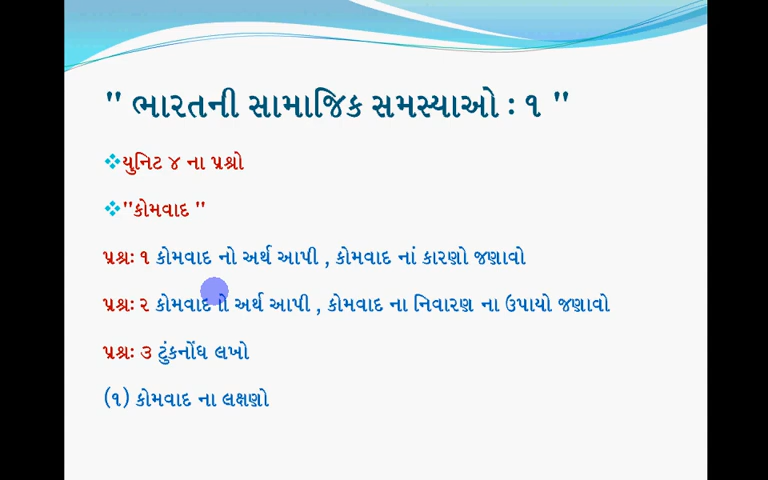 " ભારતની સામાજિક સમસ્યાઓ : ૧ "
યુનિટ ૪ ના પ્રશ્નો
"કોમવાદ "
પ્રશ્ન: ૧ કોમવાદ નો અર્થ આપી , કોમવાદ નાં કારણો જણાવો
પ્રશ્ન: ૨ કોમવાદ નો અર્થ આપી , કોમવાદ ના નિવારણ ના ઉપાયો જણાવો
પ્રશ્ન: ૩ ટુંકનોંધ લખો
(૧) કોમવાદ ના લક્ષણો